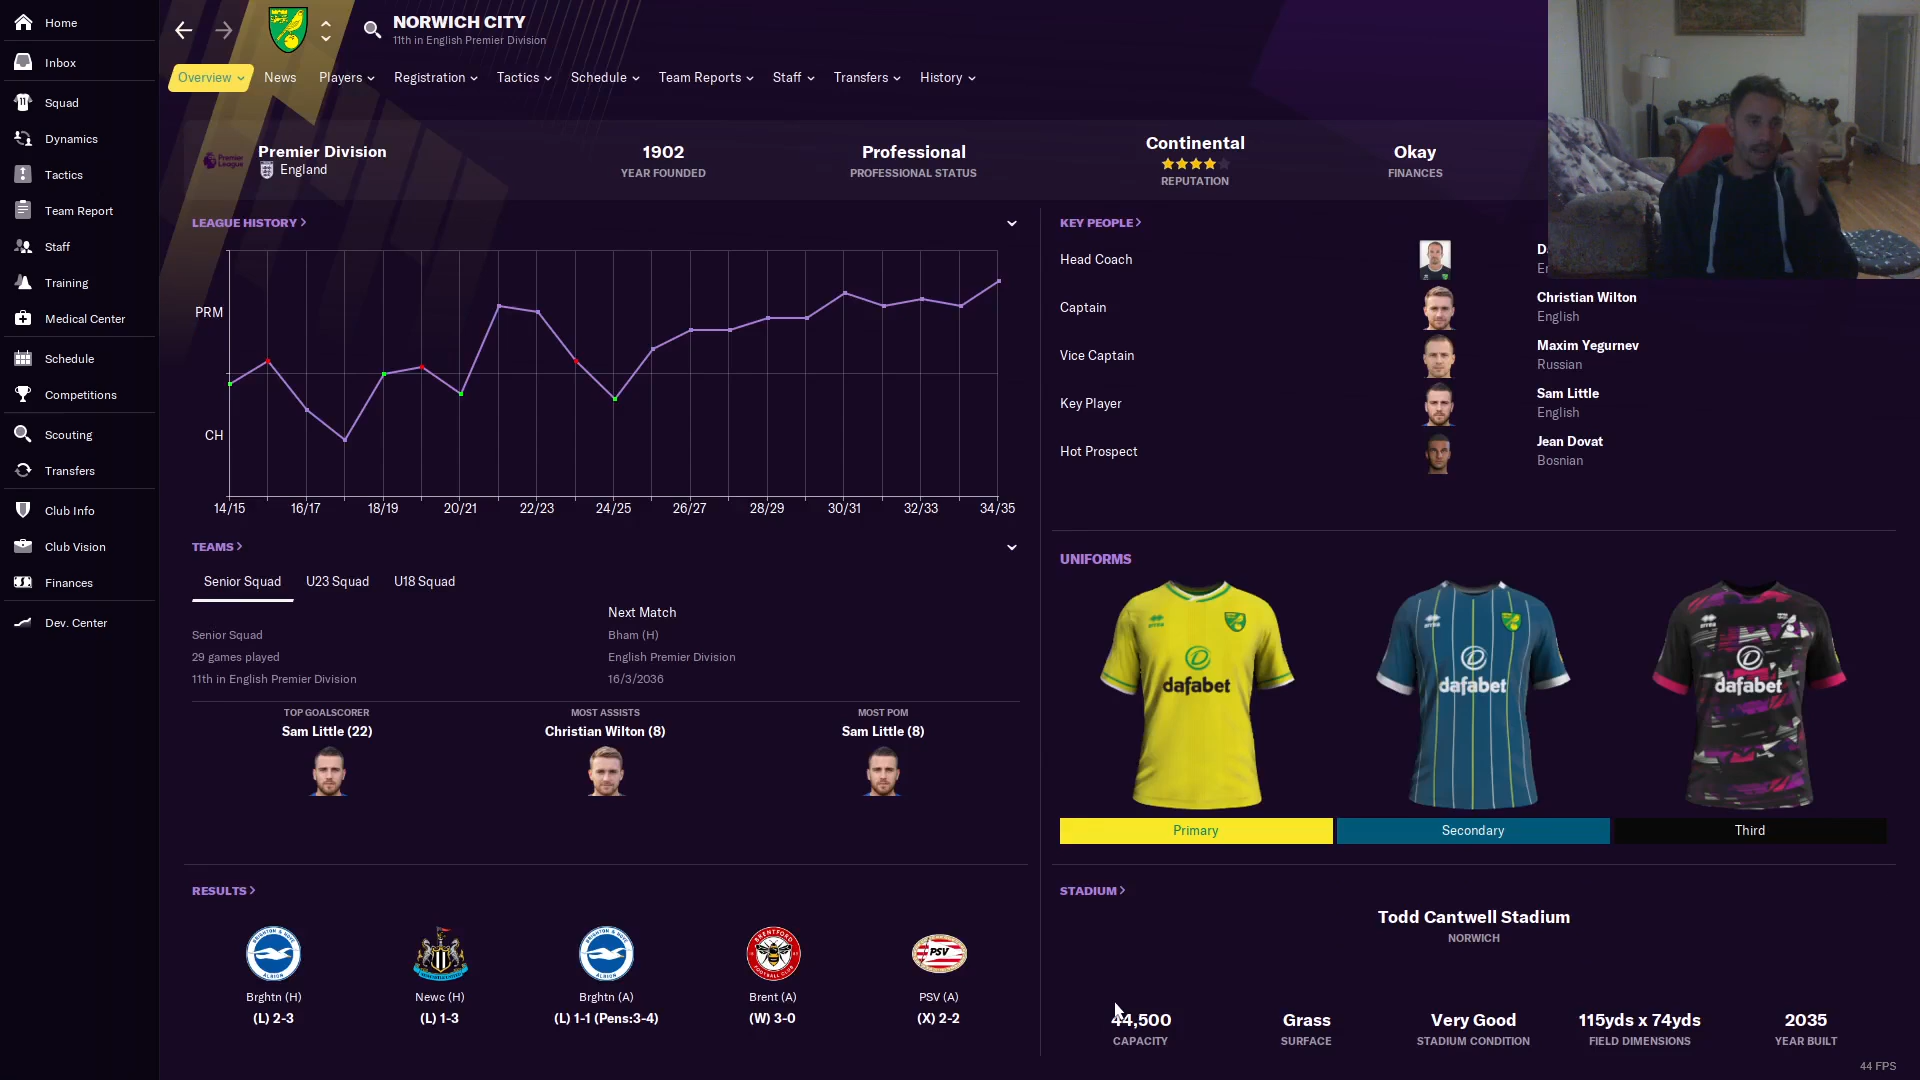 Home
Inbox
Squad
Dynamics
Tactics
Team Report
Staff
Training
Medical Center
Schedule
Competitions
Scouting
Transfers
Club Info
Club Vision
Finances
Dev. Center
NORWICH CITY
11th in English Premier Division
Overview News Players Registration Tactics Schedule Team Reports Staff Transfers History
Premier League
Premier Division
England
1902
YEAR FOUNDED
Professional
PROFESSIONAL STATUS
Continental
REPUTATION
Okay
FINANCES
LEAGUE HISTORY
PRM
CH
14/15 16/17 18/19 20/21 22/23 24/25 26/27 28/29 30/31 32/33 34/35
KEY PEOPLE
Head Coach
Captain Christian Wilton
English
Vice Captain Maxim Yegurnev
Russian
Key Player Sam Little
English
Hot Prospect Jean Dovat
Bosnian
TEAMS
Senior Squad U23 Squad U18 Squad
Senior Squad
29 games played
11th in English Premier Division
Next Match
Bham (H)
English Premier Division
16/3/2036
TOP GOALSCORER
Sam Little (22)
MOST ASSISTS
Christian Wilton (8)
MOST POM
Sam Little (8)
UNIFORMS
dafabet
dafabet
dafabet
Primary Secondary Third
RESULTS
BRENTFORD
PSV
Brghtn (H)
(L) 2-3
Newc (H)
(L) 1-3
Brghtn (A)
(L) 1-1 (Pens:3-4)
Brent (A)
(W) 3-0
PSV (A)
(X) 2-2
STADIUM
Todd Cantwell Stadium
NORWICH
44,500
CAPACITY
Grass
SURFACE
Very Good
STADIUM CONDITION
115yds x 74yds
FIELD DIMENSIONS
2035
YEAR BUILT
44 FPS